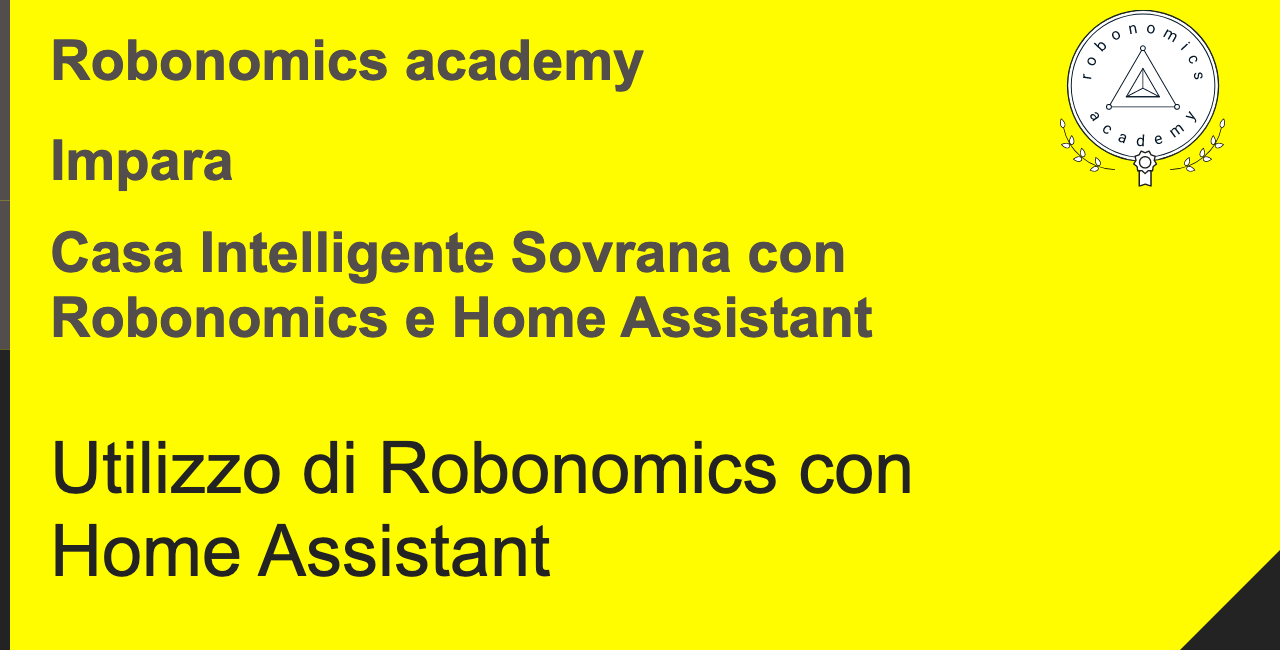 Robonomics academy
robonomics
academy
Impara
Casa Intelligente Sovrana con
Robonomics e Home Assistant
Utilizzo di Robonomics con
Home Assistant